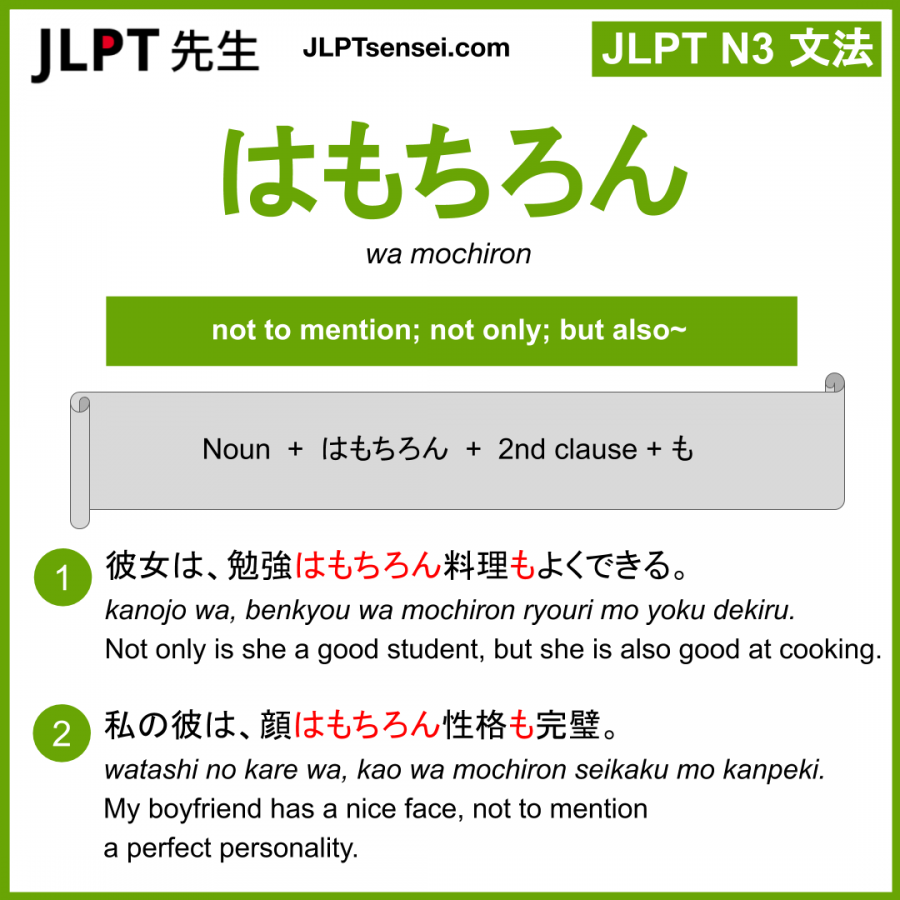 JLPT 先生
JLPTsensei.com
JLPT N3 文法
はもちろん
wa mochiron
not to mention; not only; but also~
Noun + はもちろん + 2nd clause + も
1
彼女は、勉強はもちろん料理もよくできる。
kanojo wa, benkyou wa mochiron ryouri mo yoku dekiru.
Not only is she a good student, but she is also good at cooking.
2
私の彼は、顔はもちろん性格も完璧。
watashi no kare wa, kao wa mochiron seikaku mo kanpeki.
My boyfriend has a nice face, not to mention
a perfect personality.